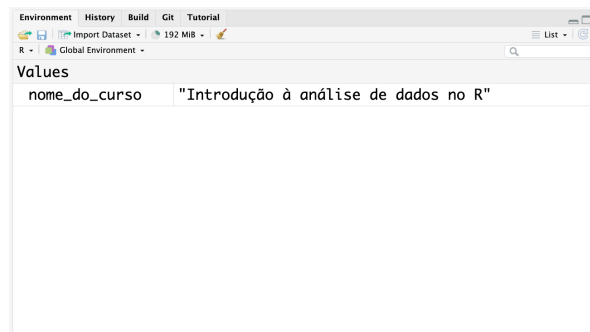 Environment History Build Git Tutorial
Import Dataset 192 MiB List
R Global Environment
Values
nome_do_curso "Introdução à análise de dados no R"